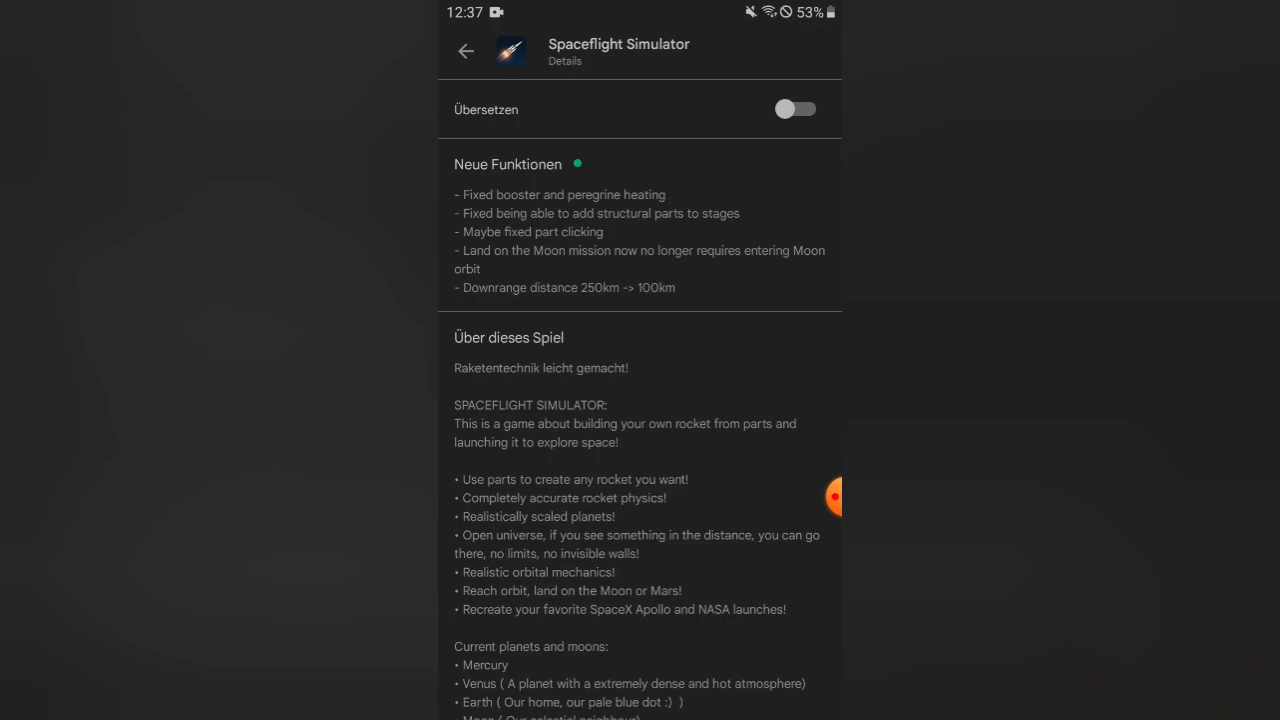 12:37
53%
Spaceflight Simulator
Details
Übersetzen
Neue Funktionen
- Fixed booster and peregrine heating
- Fixed being able to add structural parts to stages
- Maybe fixed part clicking
- Land on the Moon mission now no longer requires entering Moon
orbit
- Downrange distance 250km -> 100km
Über dieses Spiel
Raketentechnik leicht gemacht!
SPACEFLIGHT SIMULATOR:
This is a game about building your own rocket from parts and
launching it to explore space!
• Use parts to create any rocket you want!
• Completely accurate rocket physics!
• Realistically scaled planets!
• Open universe, if you see something in the distance, you can go
there, no limits, no invisible walls!
• Realistic orbital mechanics!
• Reach orbit, land on the Moon or Mars!
• Recreate your favorite SpaceX Apollo and NASA launches!
Current planets and moons:
• Mercury
• Venus ( A planet with a extremely dense and hot atmosphere)
• Earth ( Our home, our pale blue dot :) )
• Moon ( Our celestial neighbour)